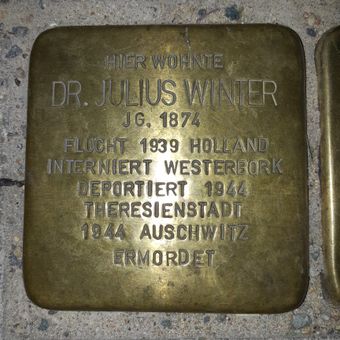 HIER WOHNTE
DR. JULIUS WINTER
JG. 1874
FLUCHT 1939 HOLLAND
INTERNIERT WESTERBORK
DEPORTIERT 1944
THERESIENSTADT
1944 AUSCHWITZ
ERMORDET